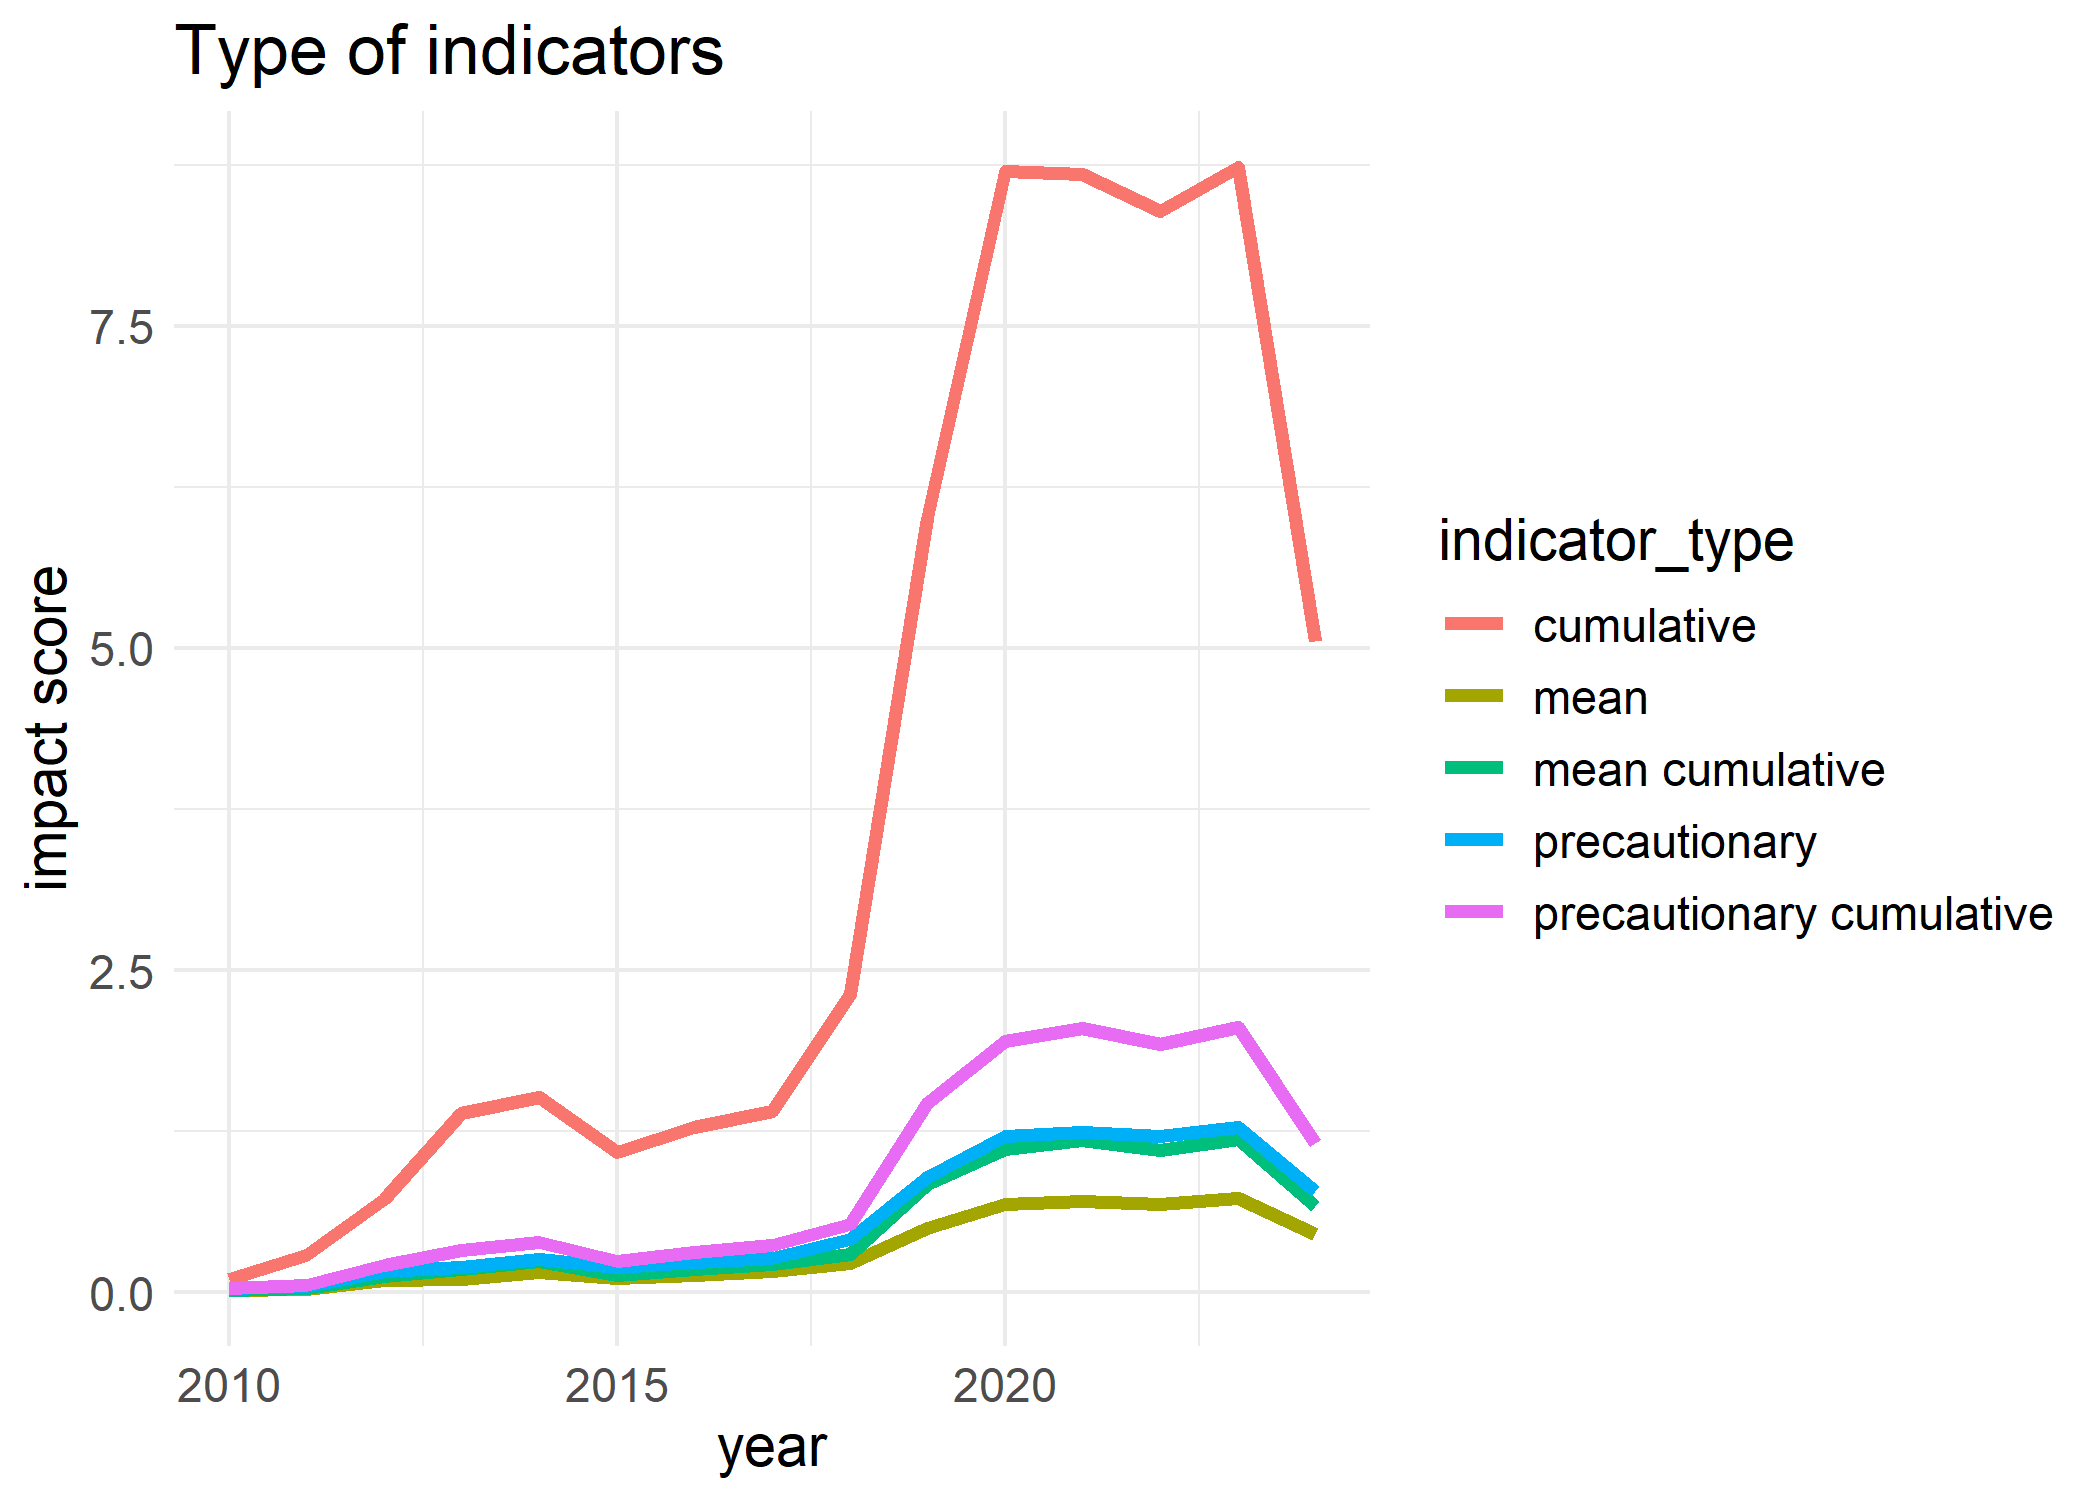 Type of indicators
impact score
7.5
5.0
2.5
0.0
2010 2015 2020
year
indicator_type
cumulative
mean
mean cumulative
precautionary
precautionary cumulative